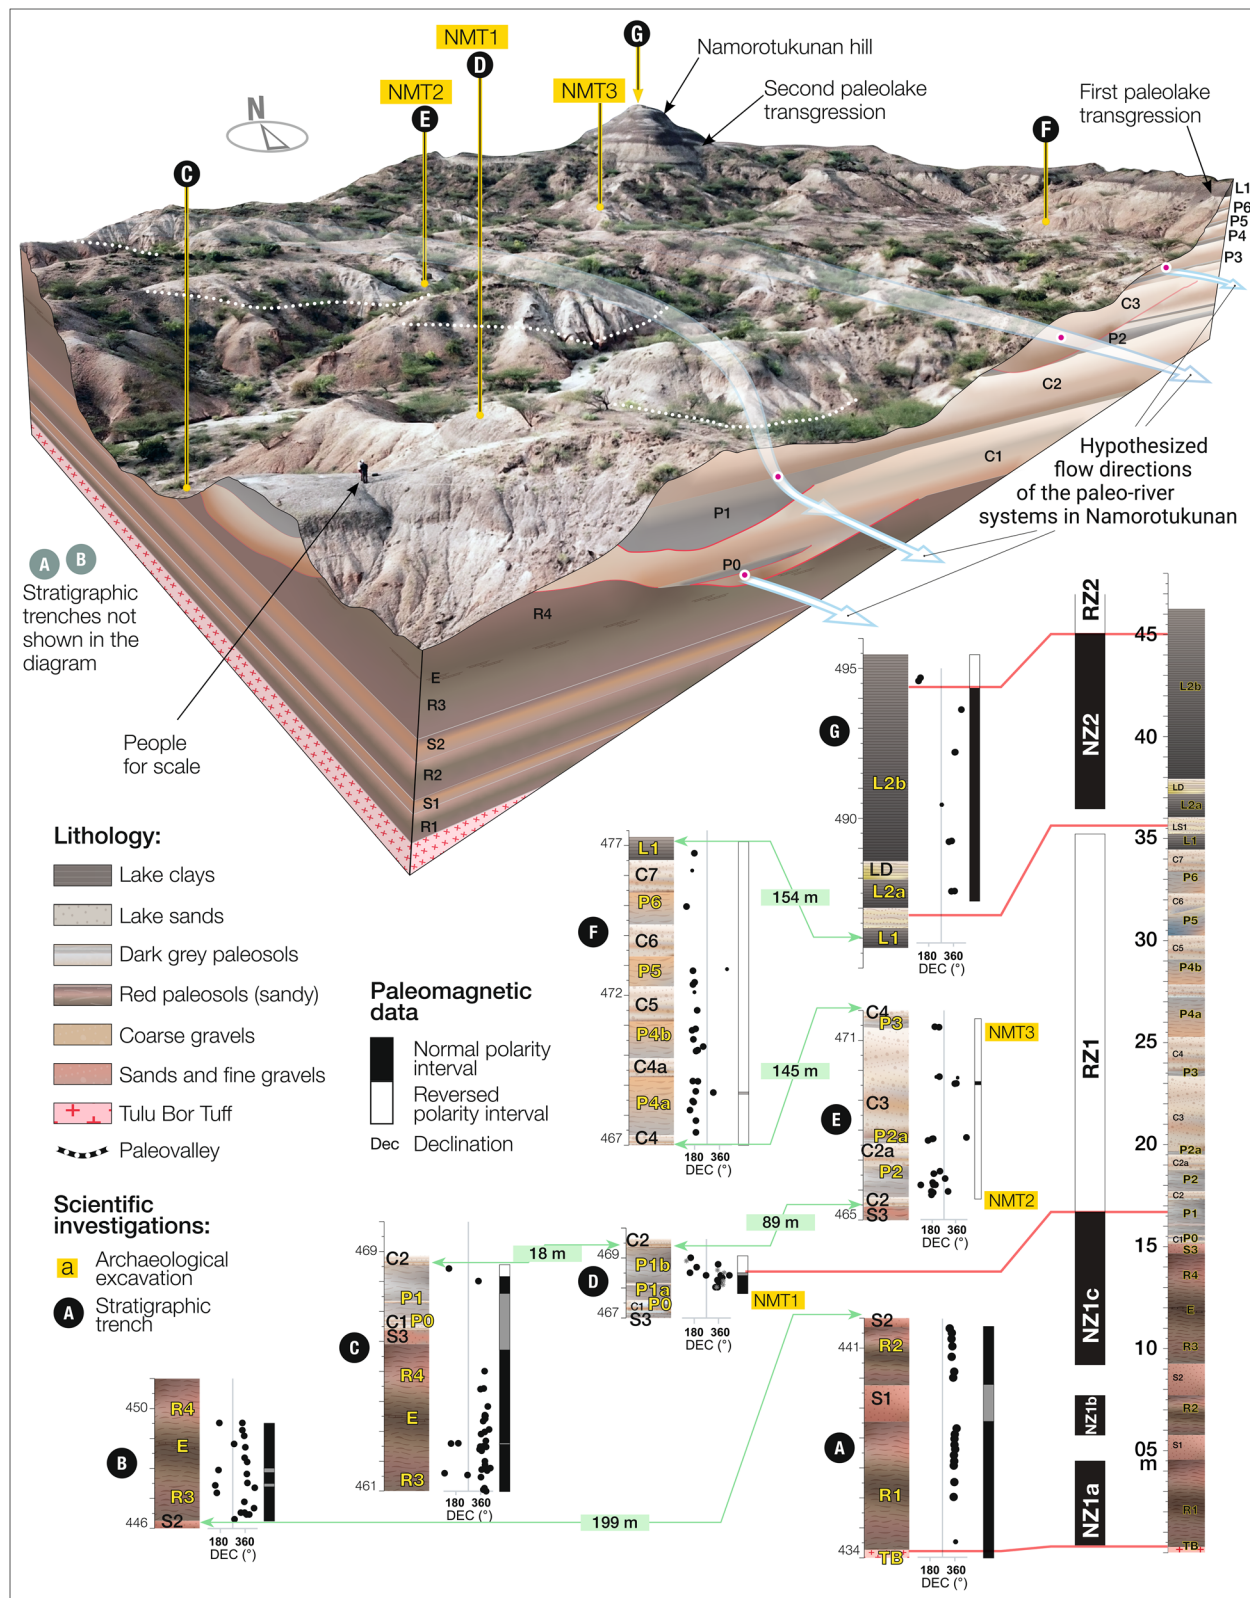 G
NMT1
Namorotukunan hill
D
NMT2
NMT3
Second paleolake
transgression
First paleolake
transgression
N
E
F
C
L1
P6
P5
P4
P3
C3
P2
C2
C1
P1
P0
R4
Hypothesized
flow directions
of the paleo-river
systems in Namorotukunan
A B
Stratigraphic
trenches not
shown in the
diagram
People
for scale
E
R3
S2
R2
S1
R1
Lithology:
Lake clays
Lake sands
Dark grey paleosols
Red paleosols (sandy)
Coarse gravels
Sands and fine gravels
Tulu Bor Tuff
Paleovalley
Scientific
investigations:
a Archaeological
excavation
A Stratigraphic
trench
Paleomagnetic
data
Normal polarity
interval
Reversed
polarity interval
Dec Declination
B
450
446
R4
E
R3
S2
180 360
DEC (°)
C
469
461
C2
P1
C1 P0
S3
R4
E
R3
180 360
DEC (°)
18 m
D
469
467
C2
P1b
P1a
C1 P0
S3
180 360
DEC (°)
NMT1
89 m
199 m
F
477
472
467
L1
C7
P6
C6
P5
C5
P4b
C4a
P4a
C4
180 360
DEC (°)
154 m
145 m
G
495
490
L2b
LD
L2a
L1
180 360
DEC (°)
E
471
465
C4
P3
C3
P2a
C2a
P2
C2
S3
180 360
DEC (°)
NMT3
NMT2
A
441
434
S2
R2
S1
R1
TB
180 360
DEC (°)
RZ2
NZ2
RZ1
NZ1c
NZ1b
NZ1a
45
40
35
30
25
20
15
10
05
m
L2b
LD
L2a
LS1
L1
C7
P6
C6
P5
C5
P4b
P4a
C4
P3
C3
P2a
C2a
P2
C2
P1
C1 P0
S3
R4
E
R3
S2
R2
S1
R1
TB